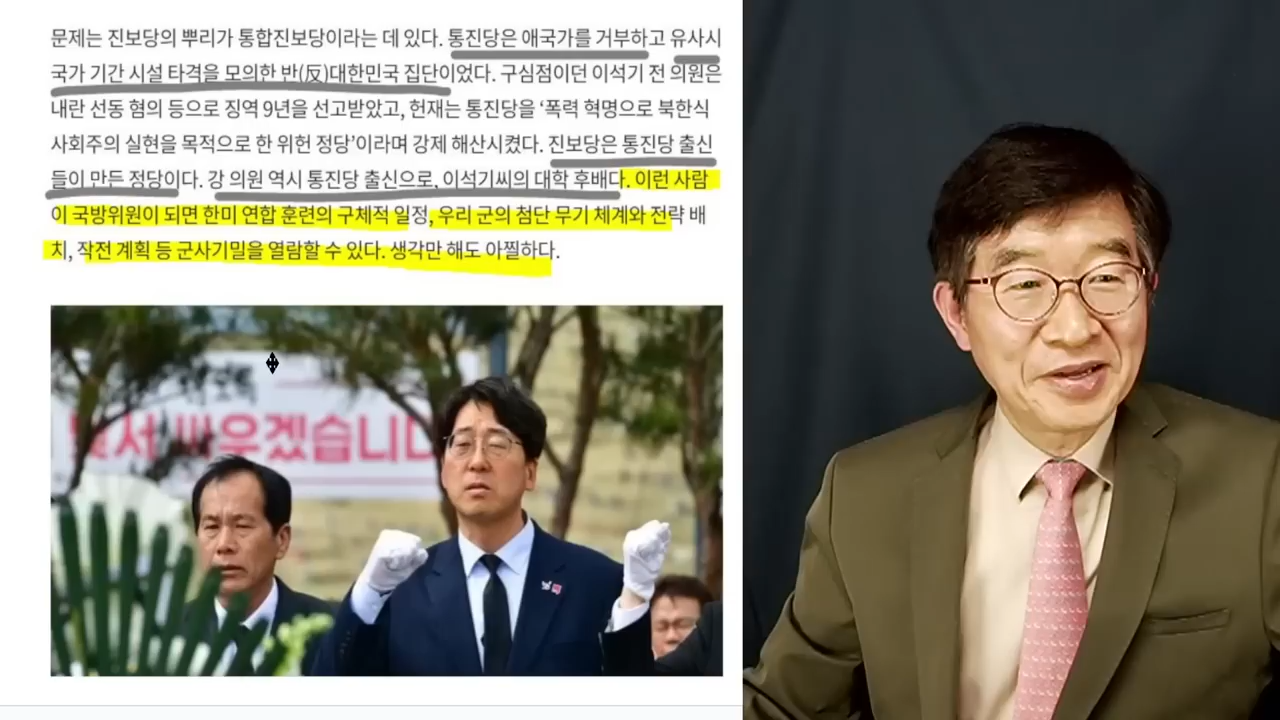 문제는 진보당의 뿌리가 통합진보당이라는 데 있다. 통진당은 애국가를 거부하고 유사시
국가 기간 시설 타격을 모의한 반(反)대한민국 집단이었다. 구심점이던 이석기 전 의원은
내란 선동 혐의 등으로 징역 9년을 선고받았고, 헌재는 통진당을 ‘폭력 혁명으로 북한식
사회주의 실현을 목적으로 한 위헌 정당’이라며 강제 해산시켰다. 진보당은 통진당 출신
들이 만든 정당이다. 강 의원 역시 통진당 출신으로, 이석기씨의 대학 후배다. 이런 사람
이 국방위원이 되면 한미 연합 훈련의 구체적 일정, 우리 군의 첨단 무기 체계와 전략 배
치, 작전 계획 등 군사기밀을 열람할 수 있다. 생각만 해도 아찔하다.
싸우겠습니다